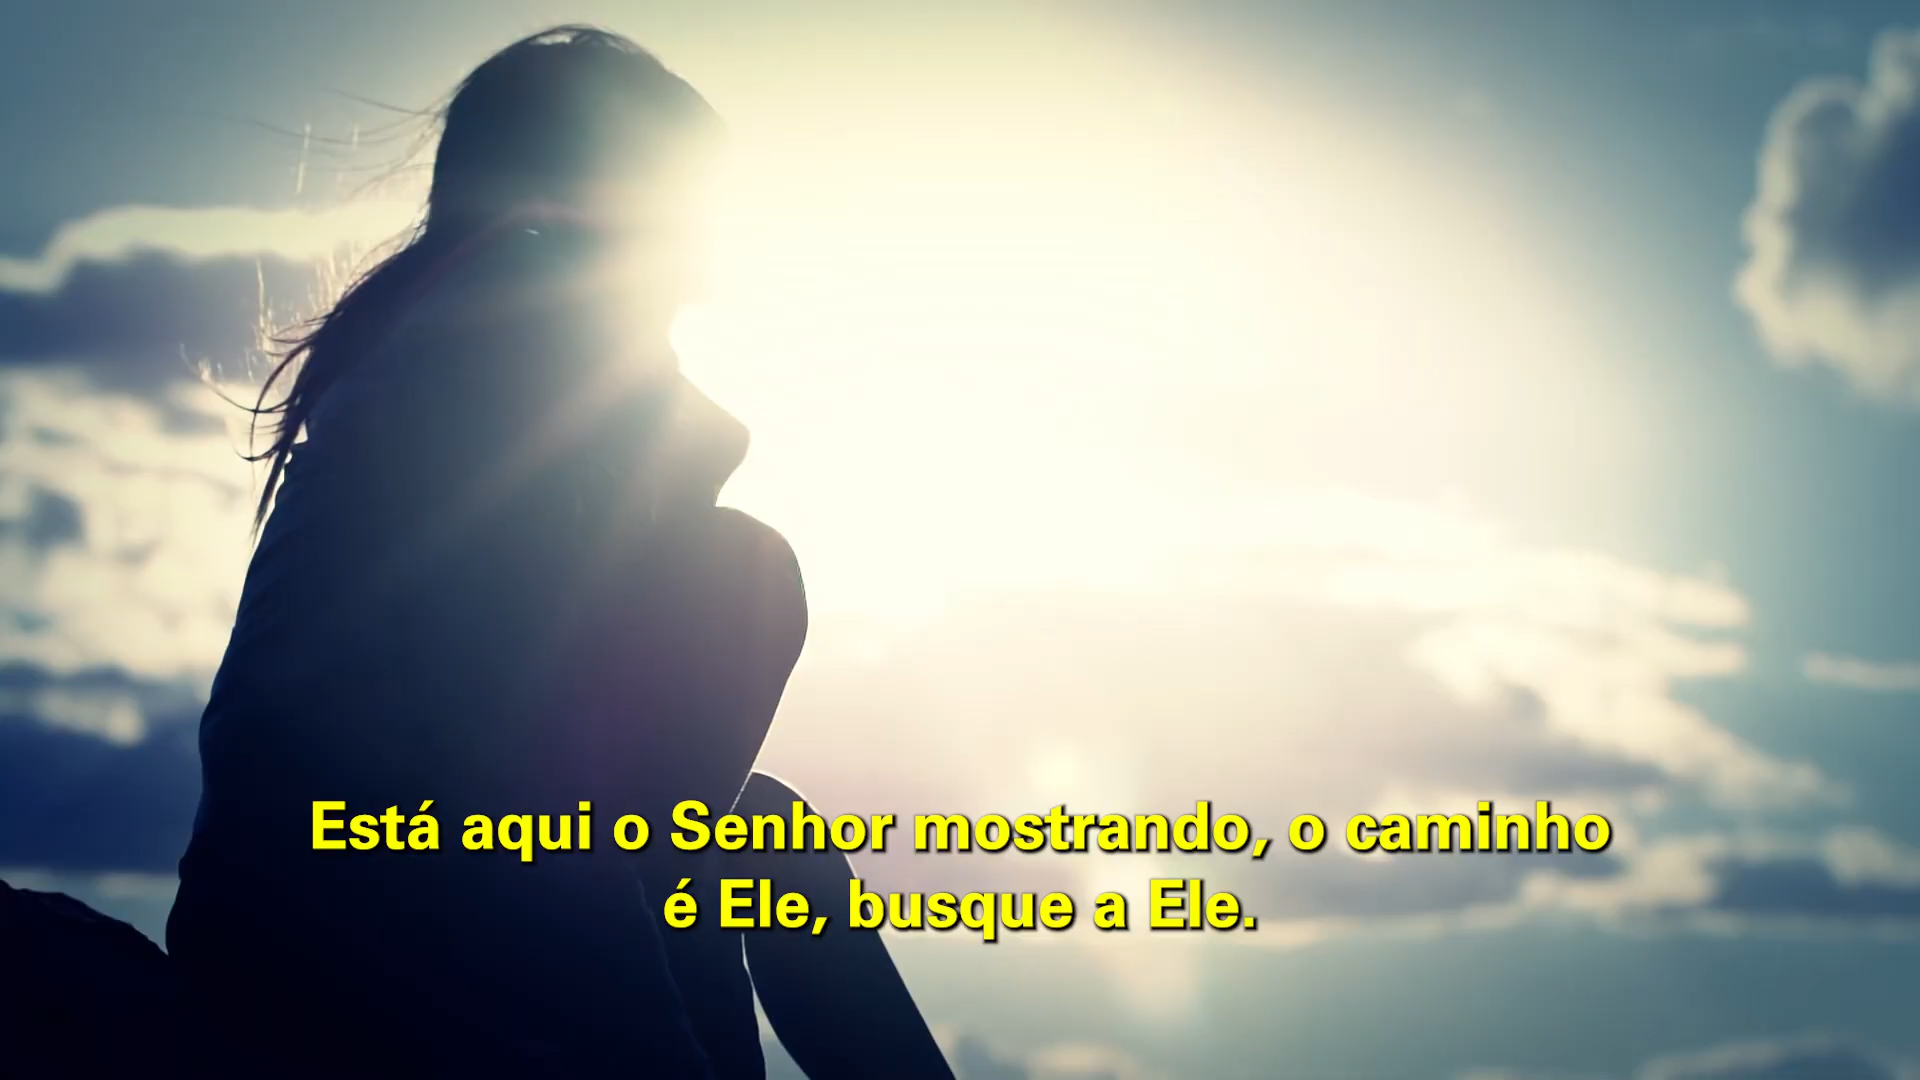 Está aqui o Senhor mostrando, o caminho
é Ele, busque a Ele.